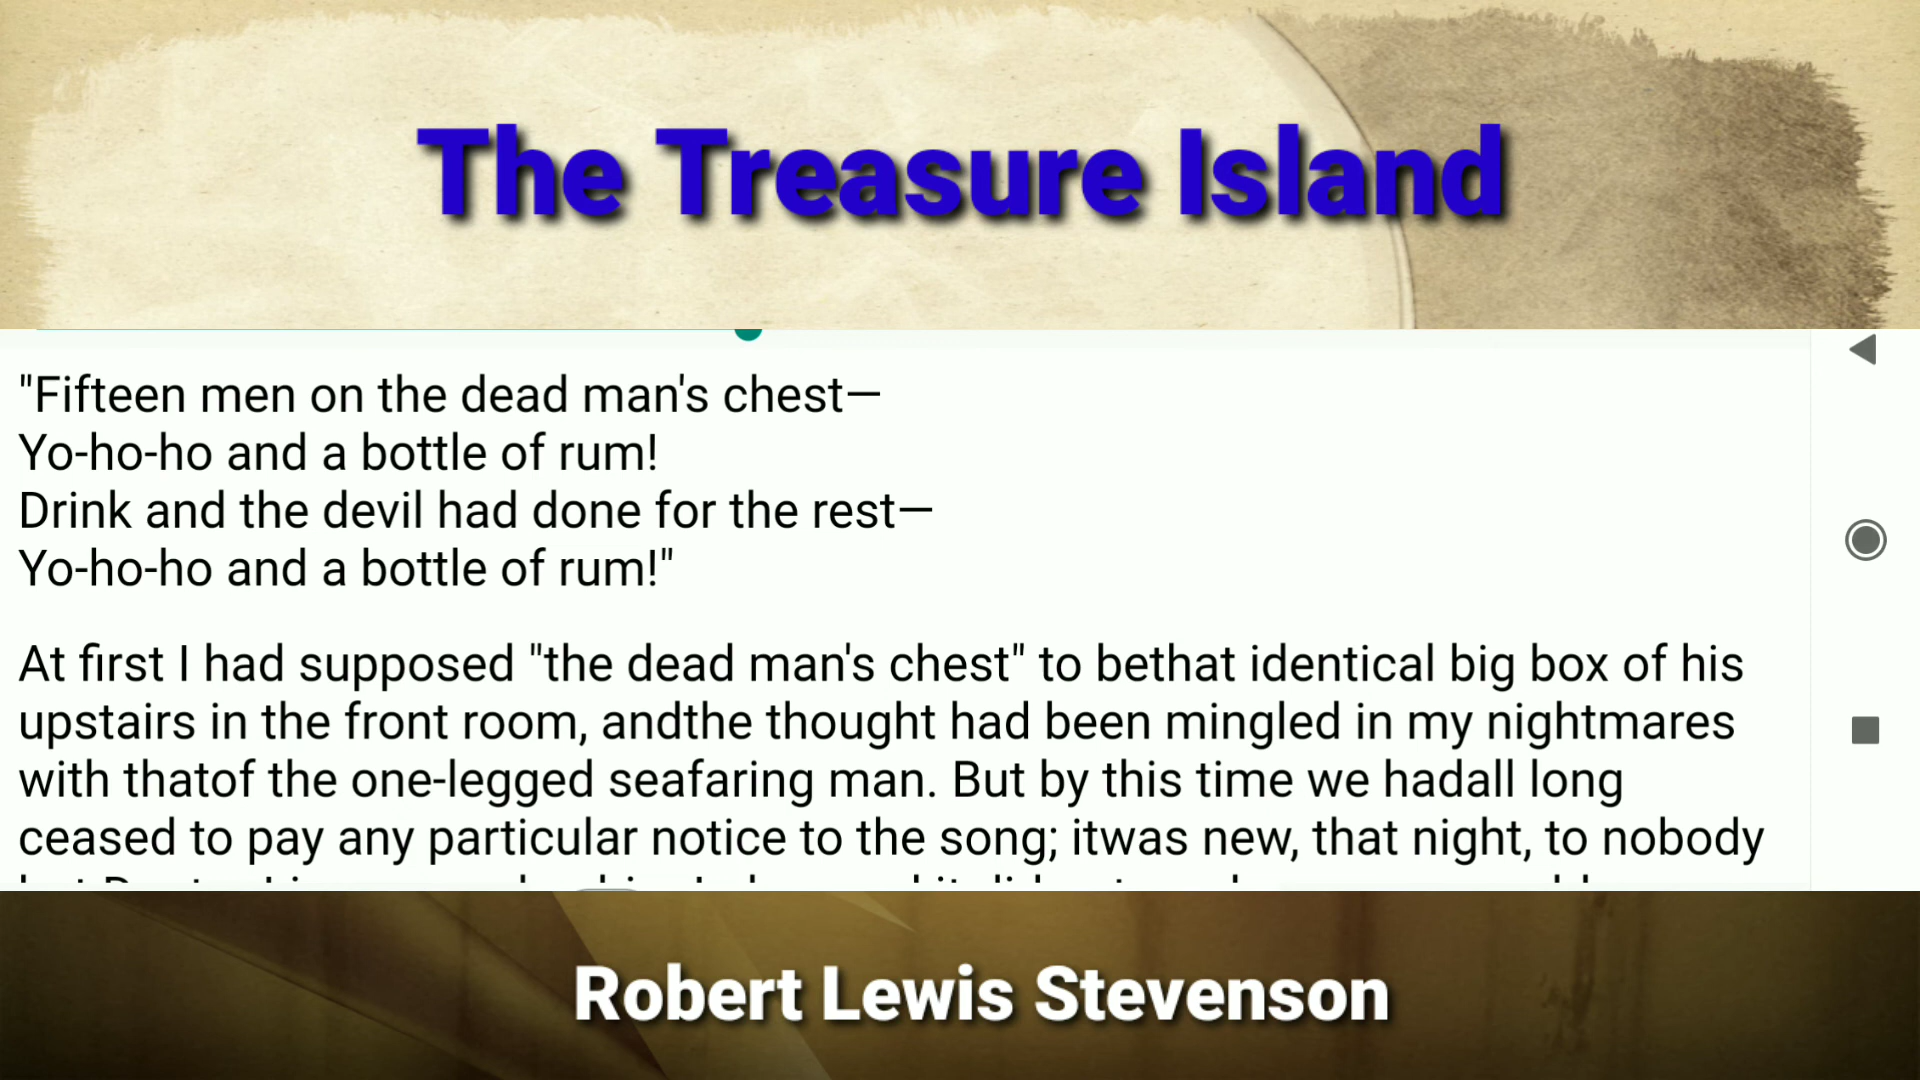 The Treasure Island
"Fifteen men on the dead man's chest—
Yo-ho-ho and a bottle of rum!
Drink and the devil had done for the rest—
Yo-ho-ho and a bottle of rum!"
At first I had supposed "the dead man's chest" to bethat identical big box of his
upstairs in the front room, andthe thought had been mingled in my nightmares
with thatof the one-legged seafaring man. But by this time we hadall long
ceased to pay any particular notice to the song; itwas new, that night, to nobody
Robert Lewis Stevenson